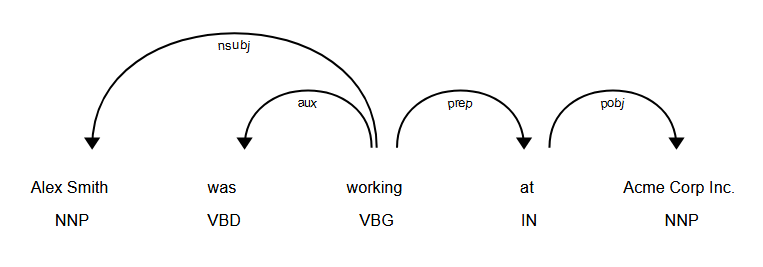 nsubj
aux prep pobj
Alex Smith was working at Acme Corp Inc.
NNP VBD VBG IN NNP